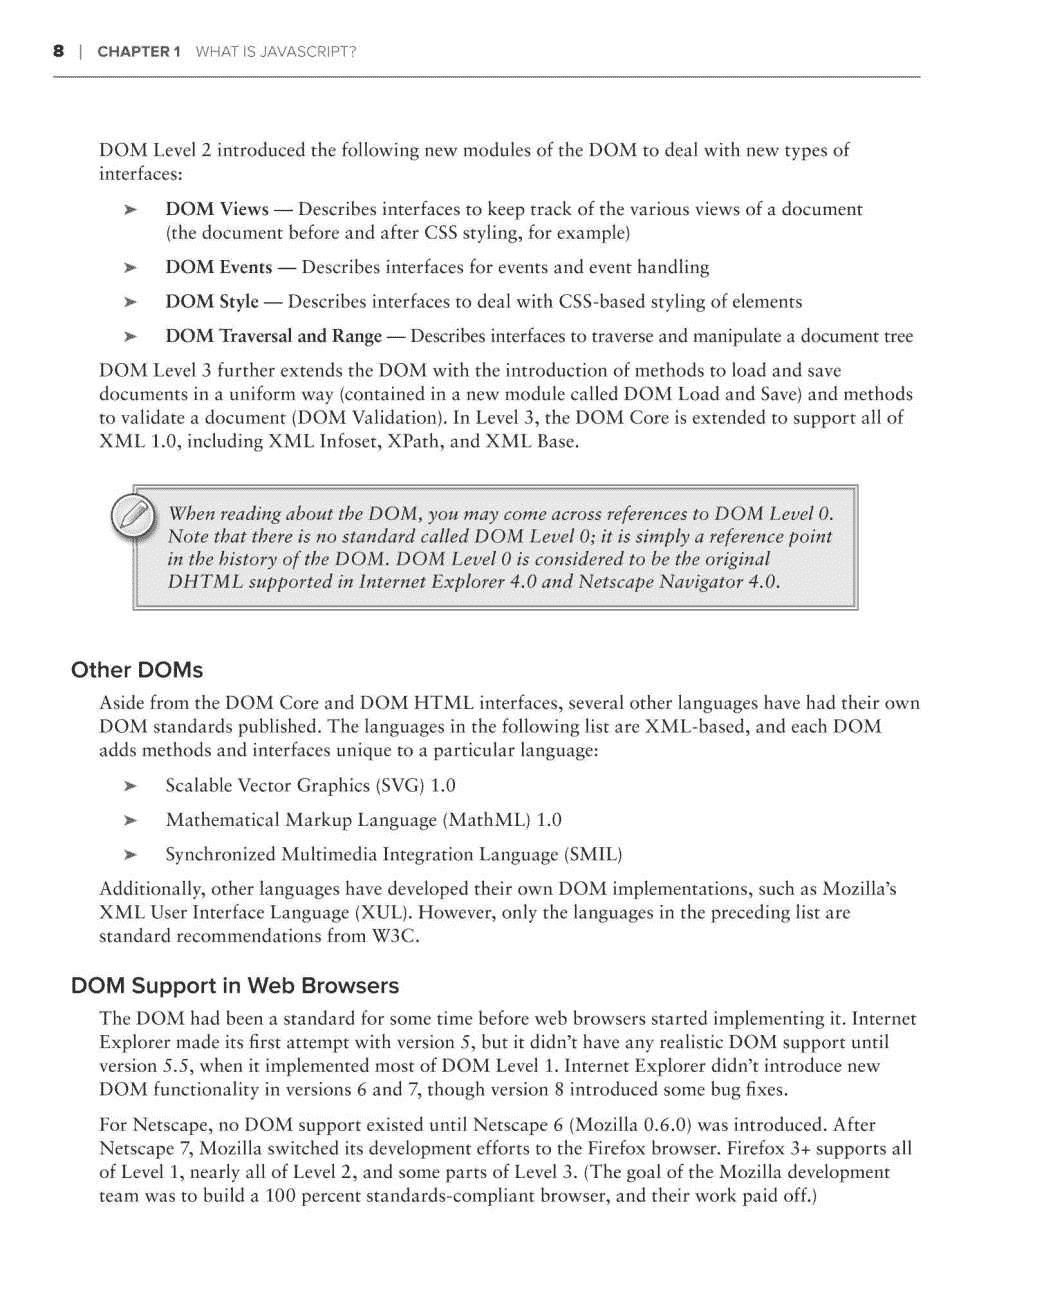 8 | CHAPTER 1 WHAT IS JAVASCRIPT?
DOM Level 2 introduced the following new modules of the DOM to deal with new types of
interfaces:
➤ DOM Views — Describes interfaces to keep track of the various views of a document
(the document before and after CSS styling, for example)
➤ DOM Events — Describes interfaces for events and event handling
➤ DOM Style — Describes interfaces to deal with CSS-based styling of elements
➤ DOM Traversal and Range — Describes interfaces to traverse and manipulate a document tree
DOM Level 3 further extends the DOM with the introduction of methods to load and save
documents in a uniform way (contained in a new module called DOM Load and Save) and methods
to validate a document (DOM Validation). In Level 3, the DOM Core is extended to support all of
XML 1.0, including XML Infoset, XPath, and XML Base.
When reading about the DOM, you may come across references to DOM Level 0.
Note that there is no standard called DOM Level 0; it is simply a reference point
in the history of the DOM. DOM Level 0 is considered to be the original
DHTML supported in Internet Explorer 4.0 and Netscape Navigator 4.0.
Other DOMs
Aside from the DOM Core and DOM HTML interfaces, several other languages have had their own
DOM standards published. The languages in the following list are XML-based, and each DOM
adds methods and interfaces unique to a particular language:
➤ Scalable Vector Graphics (SVG) 1.0
➤ Mathematical Markup Language (MathML) 1.0
➤ Synchronized Multimedia Integration Language (SMIL)
Additionally, other languages have developed their own DOM implementations, such as Mozilla’s
XML User Interface Language (XUL). However, only the languages in the preceding list are
standard recommendations from W3C.
DOM Support in Web Browsers
The DOM had been a standard for some time before web browsers started implementing it. Internet
Explorer made its first attempt with version 5, but it didn’t have any realistic DOM support until
version 5.5, when it implemented most of DOM Level 1. Internet Explorer didn’t introduce new
DOM functionality in versions 6 and 7, though version 8 introduced some bug fixes.
For Netscape, no DOM support existed until Netscape 6 (Mozilla 0.6.0) was introduced. After
Netscape 7, Mozilla switched its development efforts to the Firefox browser. Firefox 3+ supports all
of Level 1, nearly all of Level 2, and some parts of Level 3. (The goal of the Mozilla development
team was to build a 100 percent standards-compliant browser, and their work paid off.)